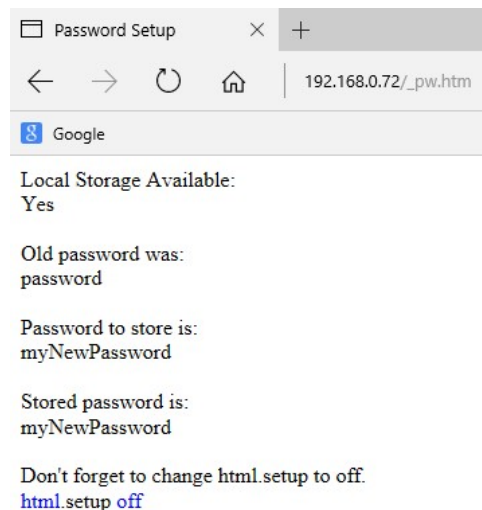 Password Setup
192.168.0.72/_pw.htm
8 Google
Local Storage Available:
Yes
Old password was:
password
Password to store is:
myNewPassword
Stored password is:
myNewPassword
Don't forget to change html.setup to off.
html.setup off